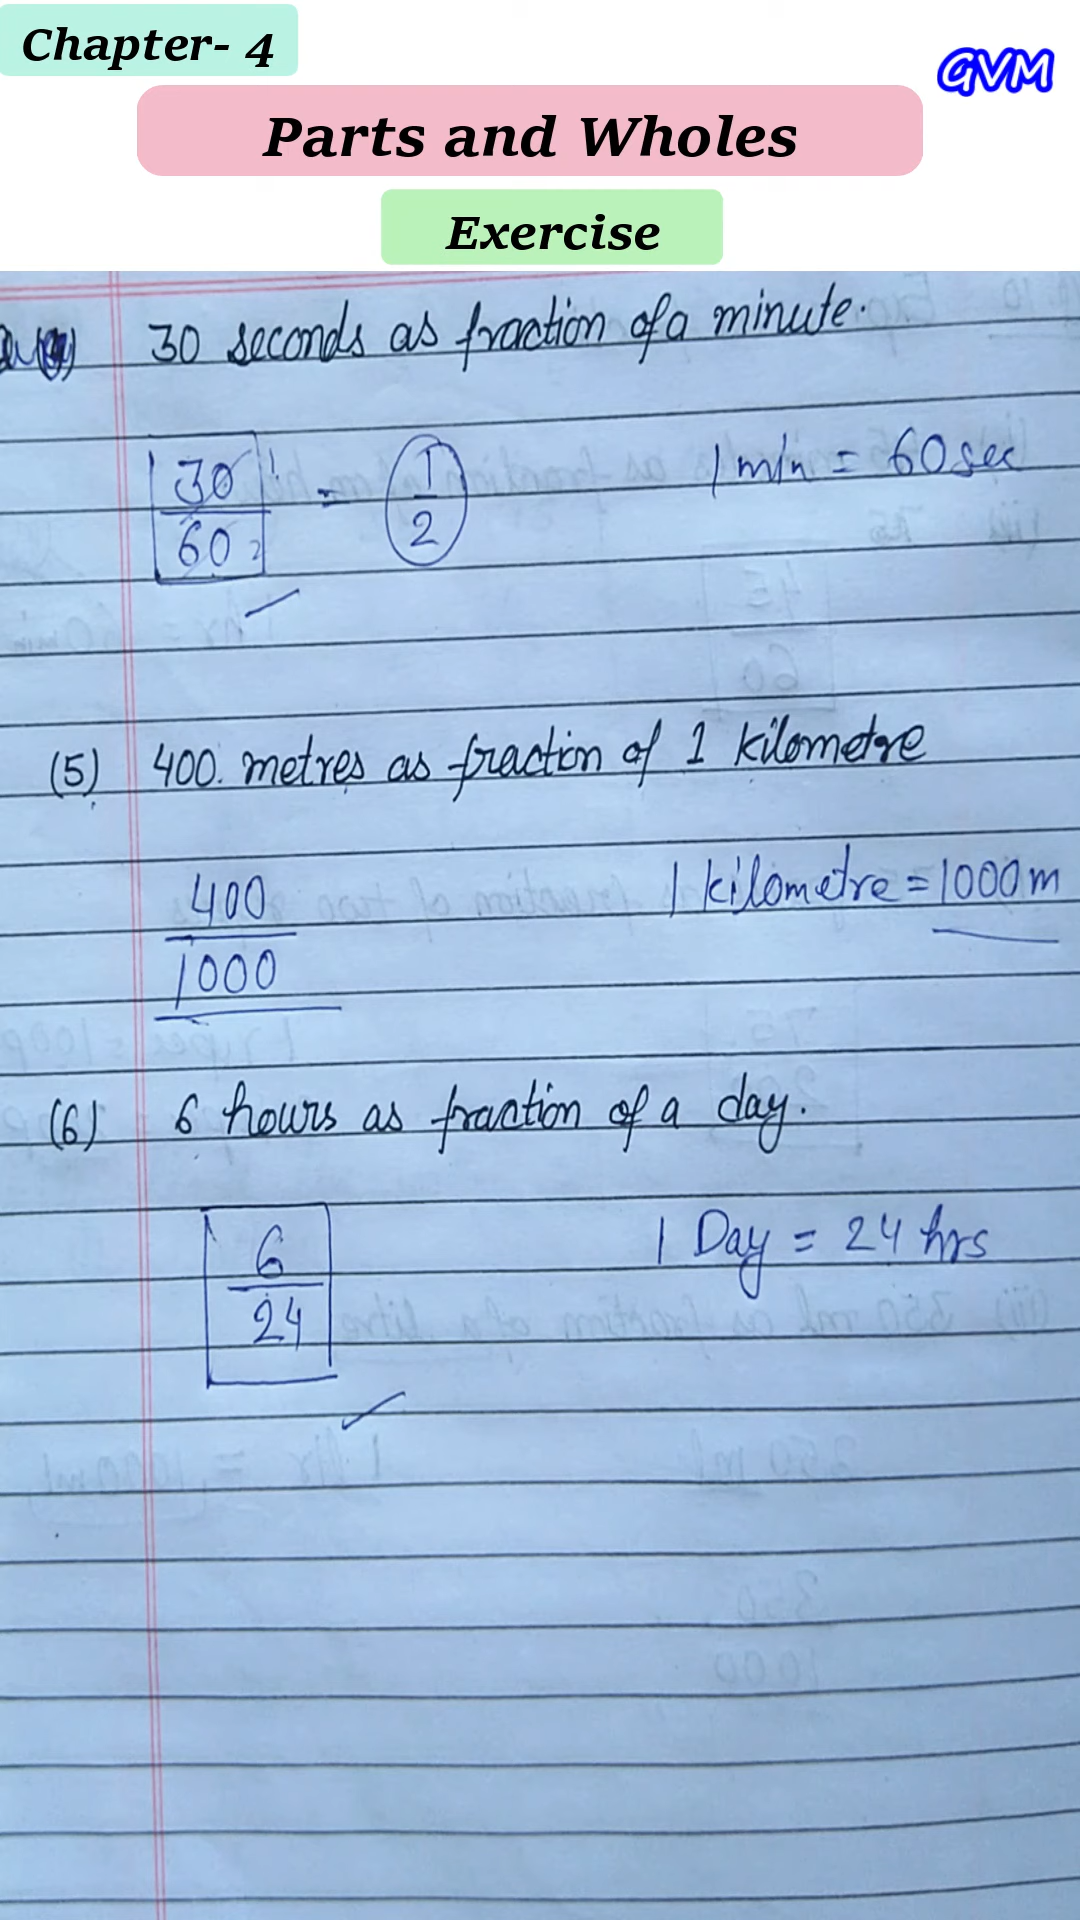 Chapter- 4
GVM
Parts and Wholes
Exercise
30 seconds as fraction of a minute.
30 1
60 2
= 1
2
1 min = 60 sec
(5) 400. metres as fraction of 1 kilometre
400
1000
1 kilometre = 1000 m
(6) 6 hours as fraction of a day.
6
24
1 Day = 24 hrs